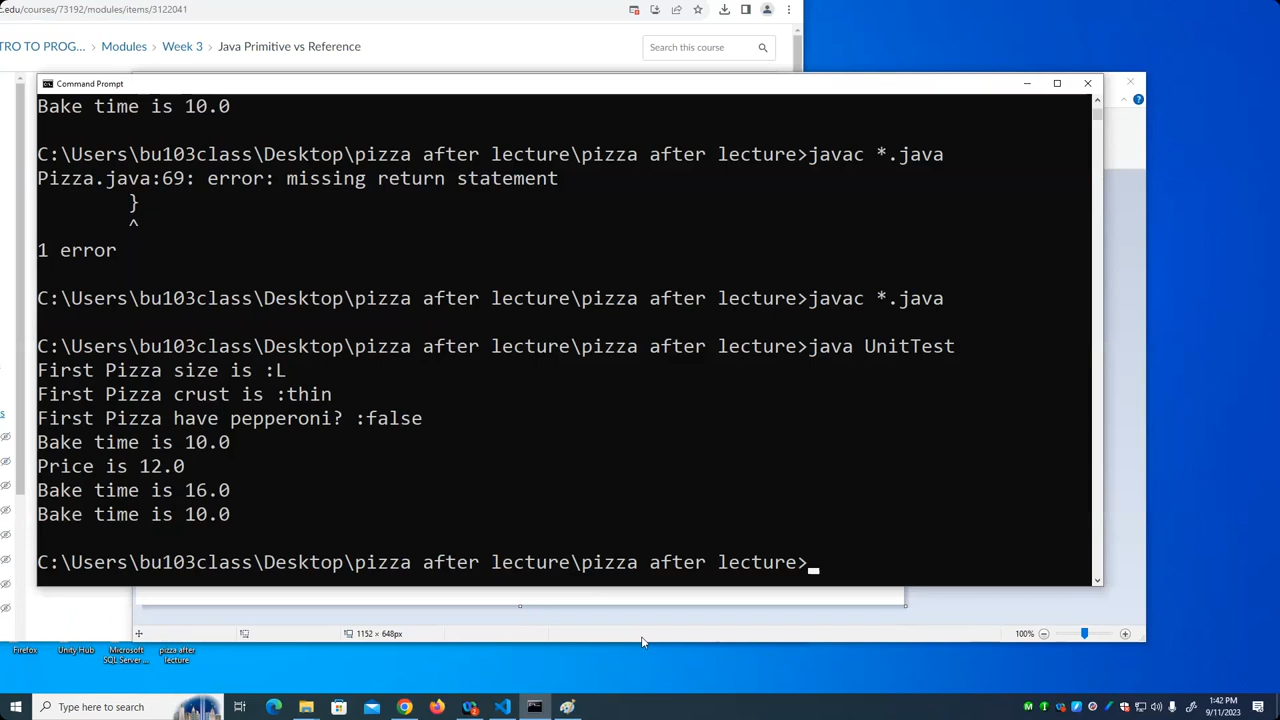 c.edu/courses/73192/modules/items/3122041
TRO TO PROG... › Modules › Week 3 › Java Primitive vs Reference
Search this course
Command Prompt
Bake time is 10.0
C:\Users\bu103class\Desktop\pizza after lecture\pizza after lecture>javac *.java
Pizza.java:69: error: missing return statement
        }
        ^
1 error
C:\Users\bu103class\Desktop\pizza after lecture\pizza after lecture>javac *.java
C:\Users\bu103class\Desktop\pizza after lecture\pizza after lecture>java UnitTest
First Pizza size is :L
First Pizza crust is :thin
First Pizza have pepperoni? :false
Bake time is 10.0
Price is 12.0
Bake time is 16.0
Bake time is 10.0
C:\Users\bu103class\Desktop\pizza after lecture\pizza after lecture>
s
1152 × 648px
100%
Firefox
Unity Hub
Microsoft
SQL Server ...
pizza after
lecture
Type here to search
1:42 PM
9/11/2023